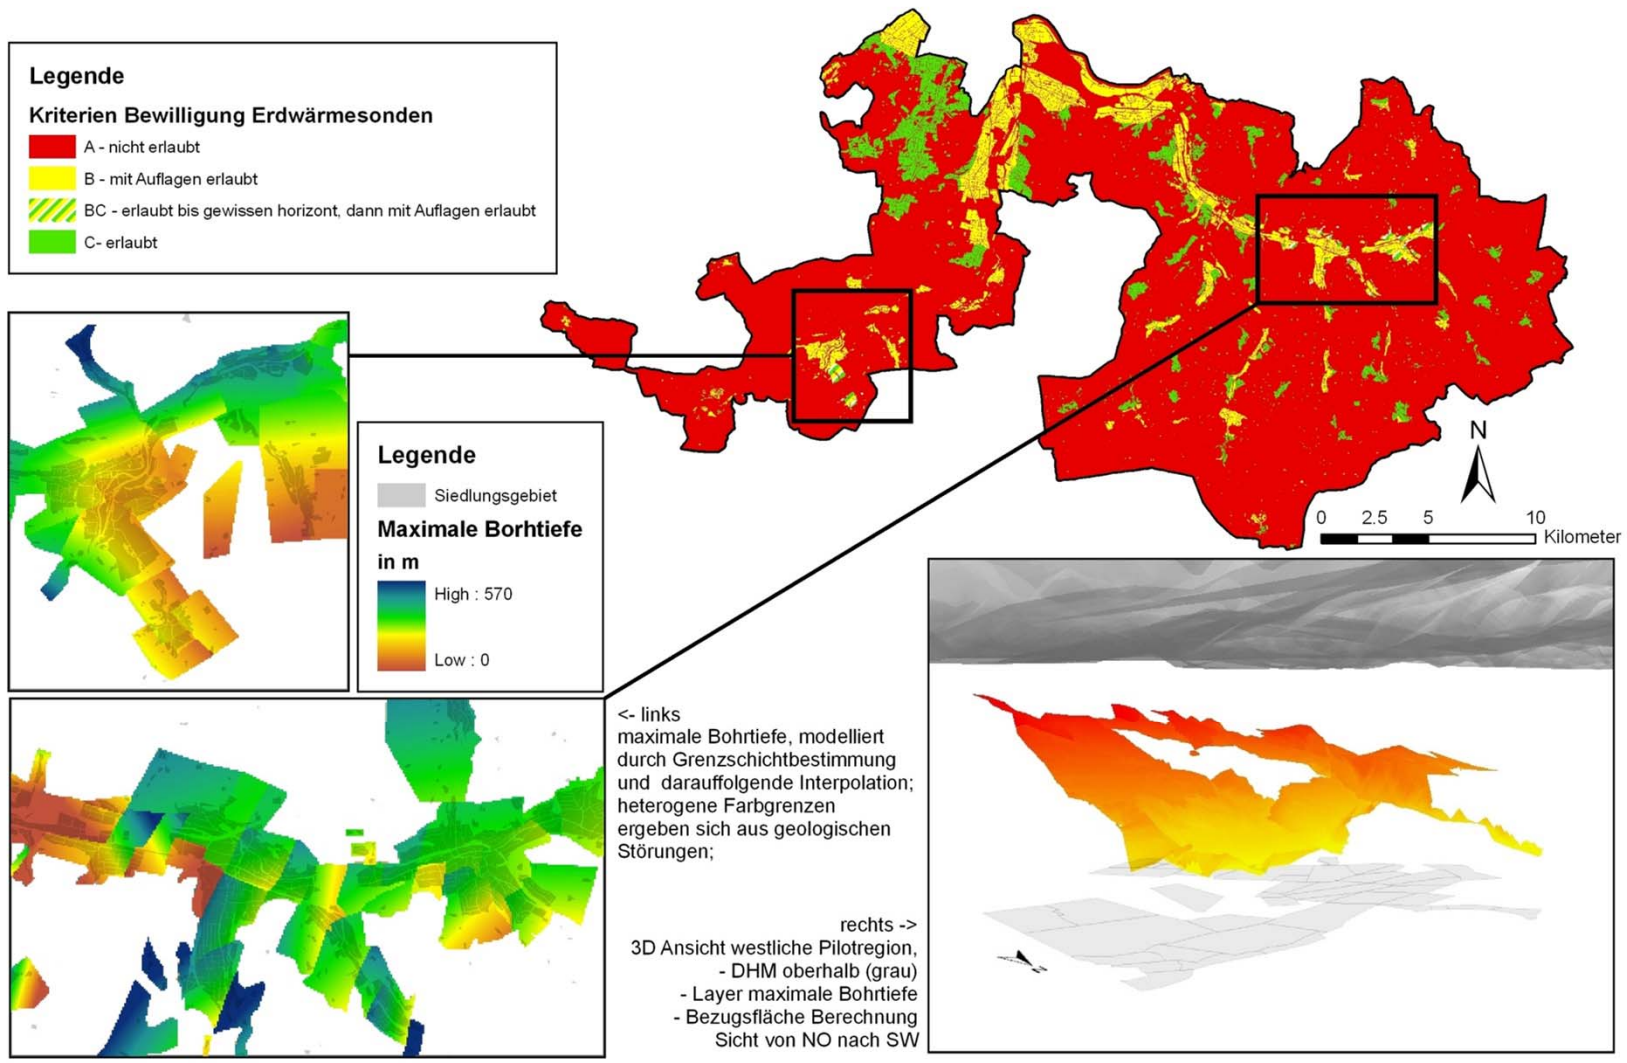 Legende
Kriterien Bewilligung Erdwärmesonden
A - nicht erlaubt
B - mit Auflagen erlaubt
BC - erlaubt bis gewissen horizont, dann mit Auflagen erlaubt
C- erlaubt
Legende
Siedlungsgebiet
Maximale Borhtiefe
in m
High : 570
Low : 0
N
0 2.5 5 10
Kilometer
<- links
maximale Bohrtiefe, modelliert
durch Grenzschichtbestimmung
und darauffolgende Interpolation;
heterogene Farbgrenzen
ergeben sich aus geologischen
Störungen;
rechts ->
3D Ansicht westliche Pilotregion,
- DHM oberhalb (grau)
- Layer maximale Bohrtiefe
- Bezugsfläche Berechnung
Sicht von NO nach SW
N